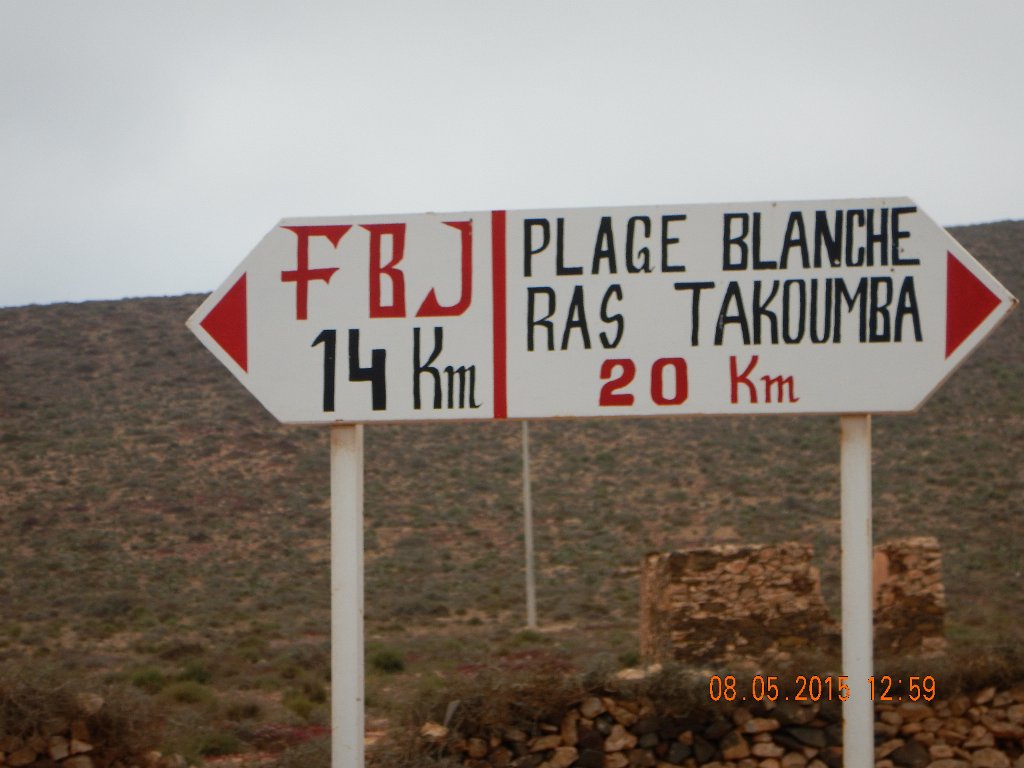 FBJ
14 Km
PLAGE BLANCHE
RAS TAKOUMBA
20 Km
08.05.2015 12:59